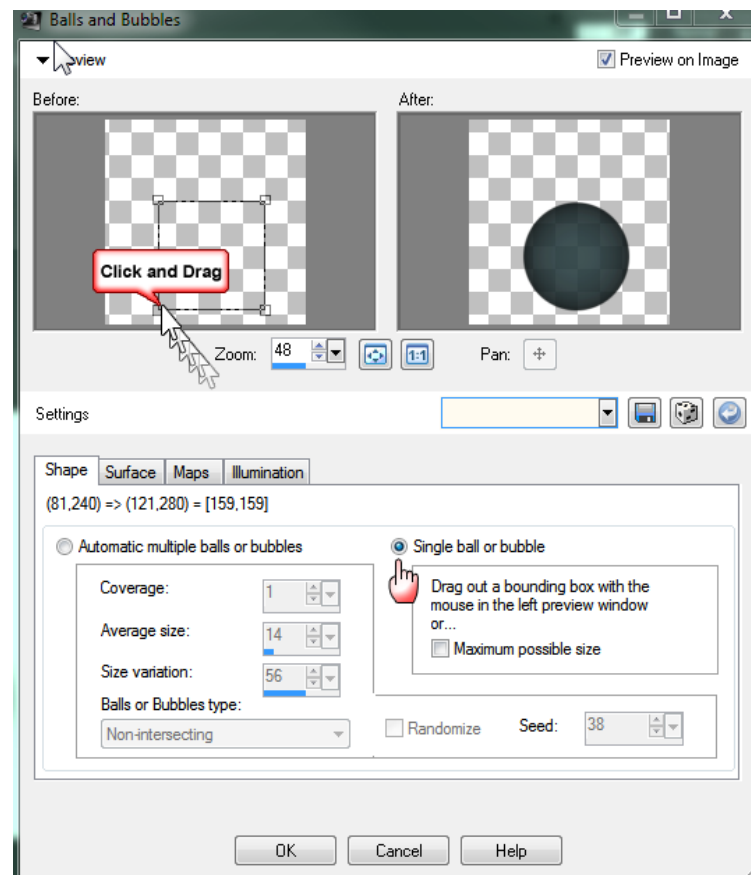 Balls and Bubbles
view
Preview on Image
Before:
After:
Click and Drag
Zoom: 48
1:1
Pan:
Settings
Shape Surface Maps Illumination
(81,240) => (121,280) = [159,159]
Automatic multiple balls or bubbles
Single ball or bubble
Coverage: 1
Drag out a bounding box with the
mouse in the left preview window
or...
Average size: 14
Maximum possible size
Size variation: 56
Balls or Bubbles type:
Non-intersecting
Randomize Seed: 38
OK Cancel Help